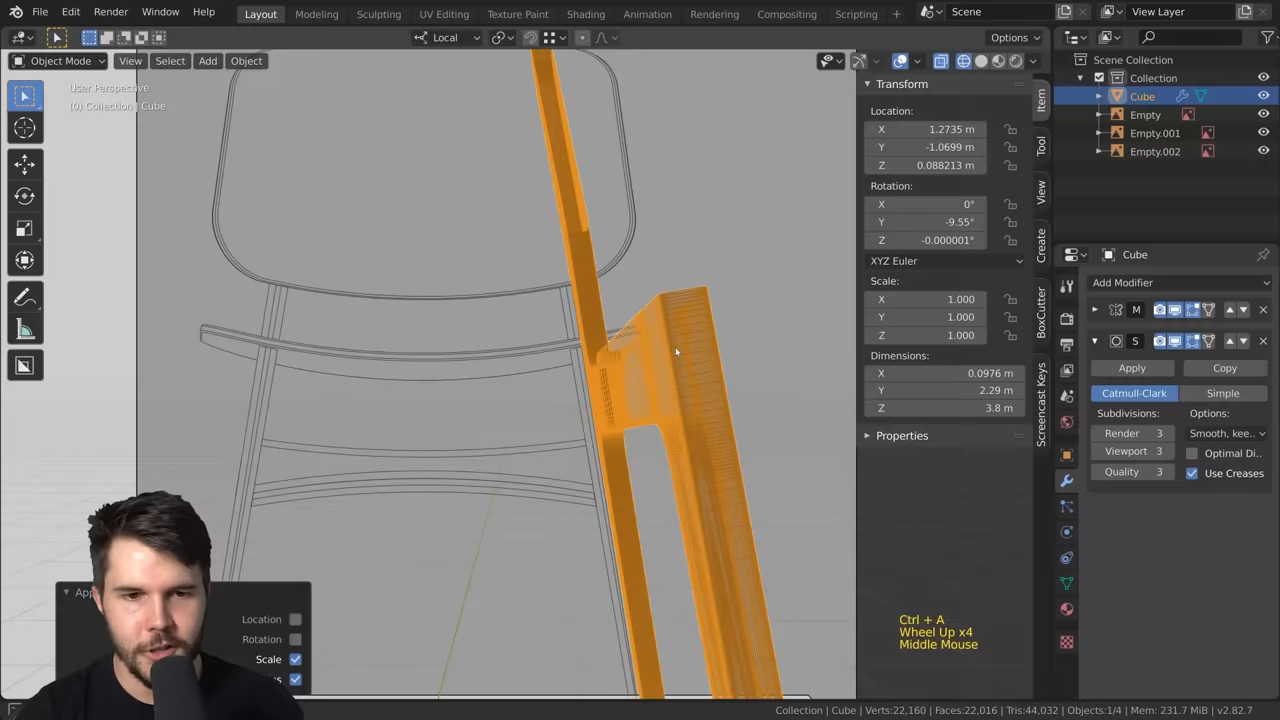 File Edit Render Window Help Layout Modeling Sculpting UV Editing Texture Paint Shading Animation Rendering Compositing Scripting + Scene View Layer
Local Options
Object Mode View Select Add Object
User Perspective
(0) Collection | Cube
Transform
Location:
X 1.2735 m
Y -1.0699 m
Z 0.088213 m
Rotation:
X 0°
Y -9.55°
Z -0.000001°
XYZ Euler
Scale:
X 1.000
Y 1.000
Z 1.000
Dimensions:
X 0.0976 m
Y 2.29 m
Z 3.8 m
Properties
Item
Tool
View
Create
BoxCutter
Screencast Keys
Scene Collection
Collection
Cube
Empty
Empty.001
Empty.002
Cube
Add Modifier
M
S
Apply Copy
Catmull-Clark Simple
Subdivisions: Options:
Render 3 Smooth, kee..
Viewport 3 Optimal Di..
Quality 3 Use Creases
Ctrl + A
Wheel Up x4
Middle Mouse
Location
Rotation
Scale
Collection | Cube | Verts:22,160 | Faces:22,016 | Tris:44,032 | Objects:1/4 | Mem: 231.7 MiB | v2.82.7